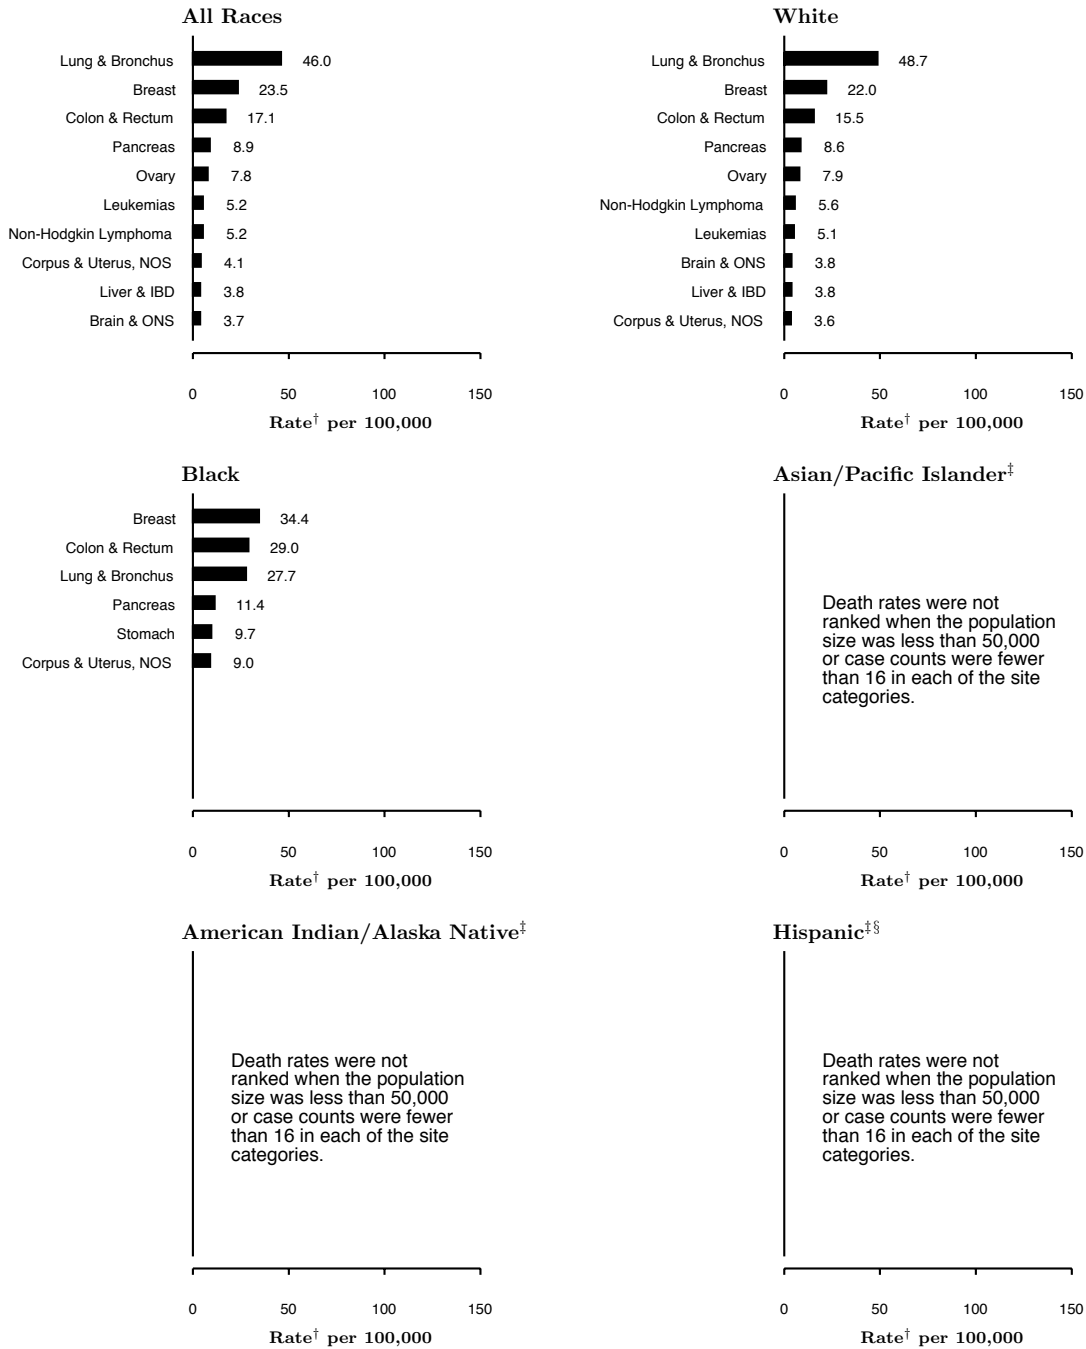 All Races
Lung & Bronchus 46.0
Breast 23.5
Colon & Rectum 17.1
Pancreas 8.9
Ovary 7.8
Leukemias 5.2
Non-Hodgkin Lymphoma 5.2
Corpus & Uterus, NOS 4.1
Liver & IBD 3.8
Brain & ONS 3.7
0 50 100 150
Rate† per 100,000
White
Lung & Bronchus 48.7
Breast 22.0
Colon & Rectum 15.5
Pancreas 8.6
Ovary 7.9
Non-Hodgkin Lymphoma 5.6
Leukemias 5.1
Brain & ONS 3.8
Liver & IBD 3.8
Corpus & Uterus, NOS 3.6
0 50 100 150
Rate† per 100,000
Black
Breast 34.4
Colon & Rectum 29.0
Lung & Bronchus 27.7
Pancreas 11.4
Stomach 9.7
Corpus & Uterus, NOS 9.0
0 50 100 150
Rate† per 100,000
Asian/Pacific Islander‡
Death rates were not
ranked when the population
size was less than 50,000
or case counts were fewer
than 16 in each of the site
categories.
0 50 100 150
Rate† per 100,000
American Indian/Alaska Native‡
Death rates were not
ranked when the population
size was less than 50,000
or case counts were fewer
than 16 in each of the site
categories.
0 50 100 150
Rate† per 100,000
Hispanic‡§
Death rates were not
ranked when the population
size was less than 50,000
or case counts were fewer
than 16 in each of the site
categories.
0 50 100 150
Rate† per 100,000